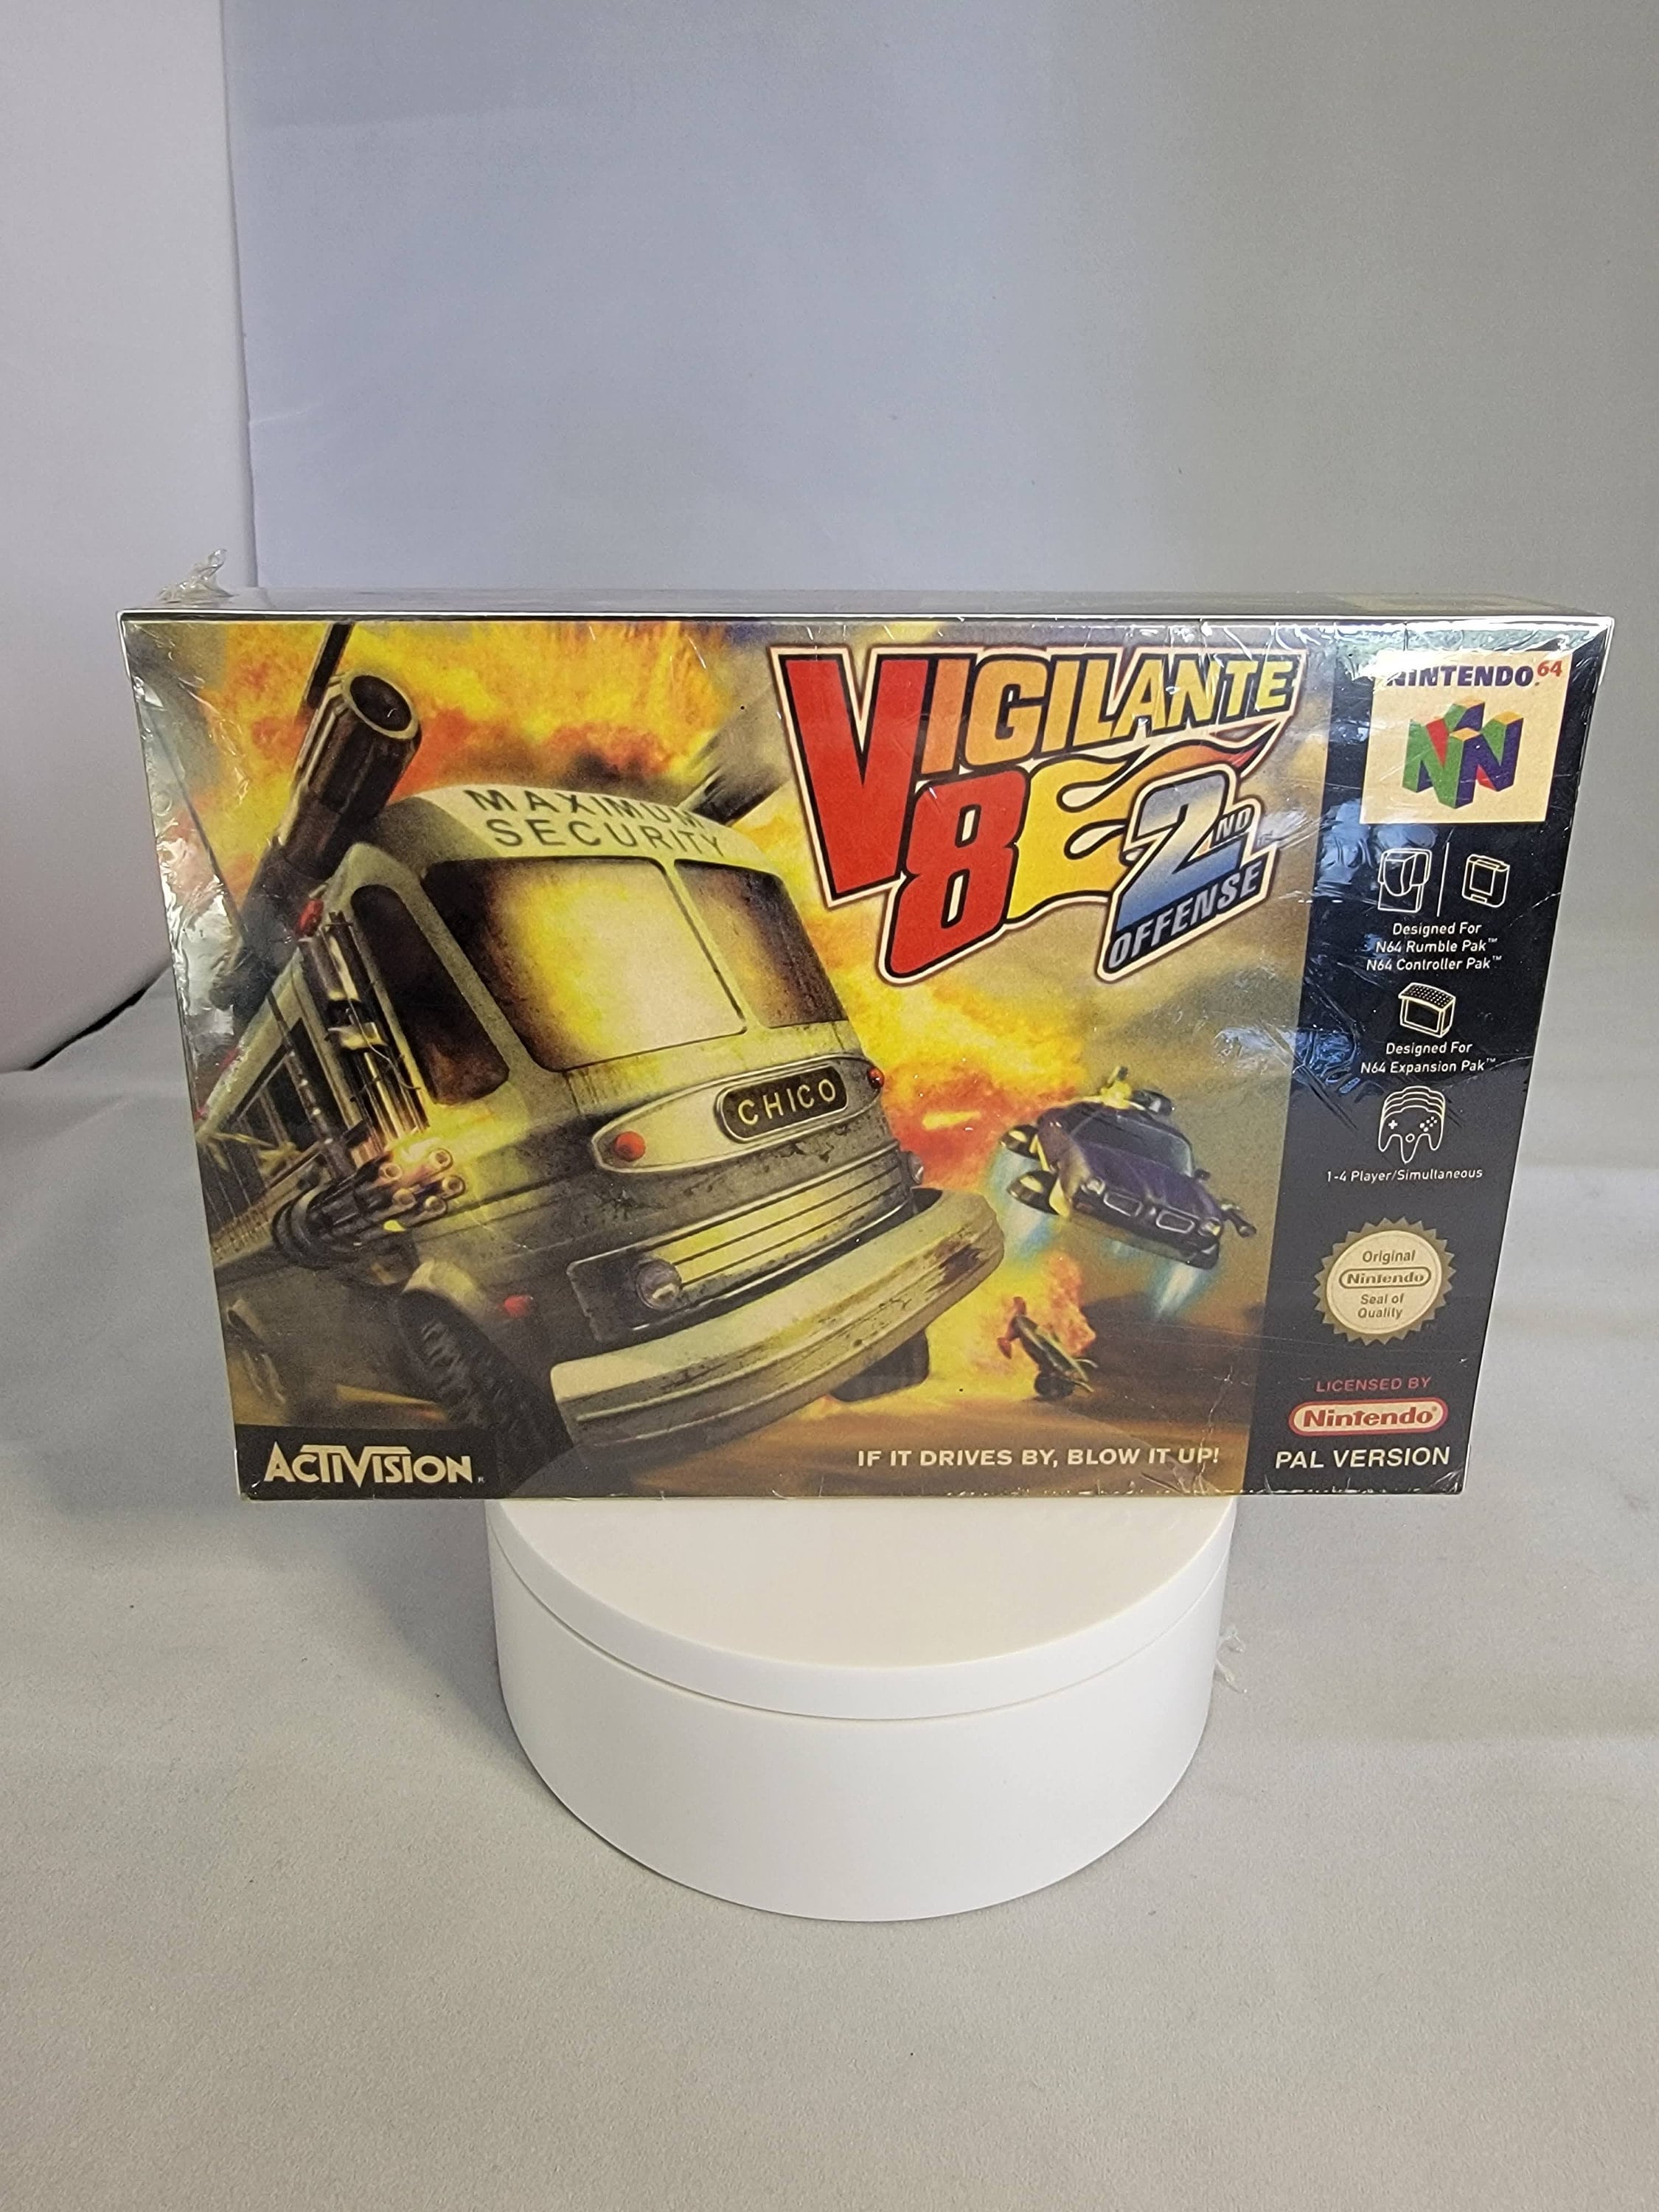 VIGILANTE
8
2ND
OFFENSE
NINTENDO 64
MAXIMUM
SECURITY
CHICO
Designed For
N64 Rumble Pak™
N64 Controller Pak™
Designed For
N64 Expansion Pak™
1-4 Player/Simultaneous
Original
Nintendo
Seal of
Quality
LICENSED BY
Nintendo®
ACTIVISION®
IF IT DRIVES BY, BLOW IT UP!
PAL VERSION